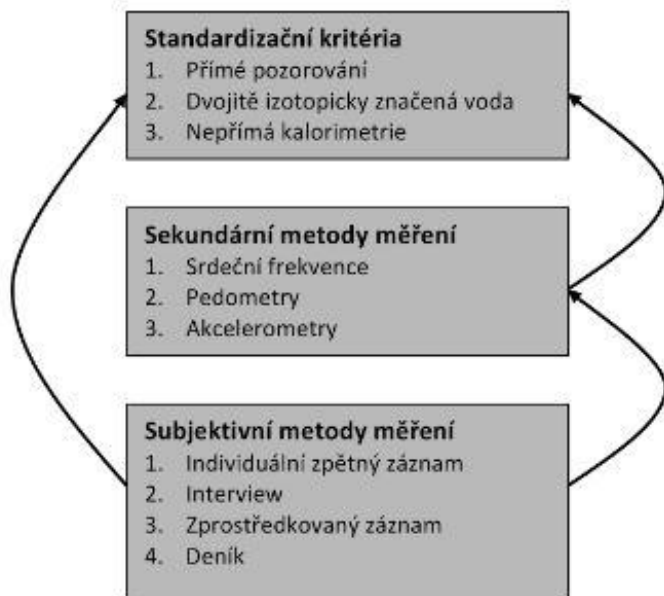 Standardizační kritéria
1. Přímé pozorování
2. Dvojitě izotopicky značená voda
3. Nepřímá kalorimetrie
Sekundární metody měření
1. Srdeční frekvence
2. Pedometry
3. Akcelerometry
Subjektivní metody měření
1. Individuální zpětný záznam
2. Interview
3. Zprostředkovaný záznam
4. Deník